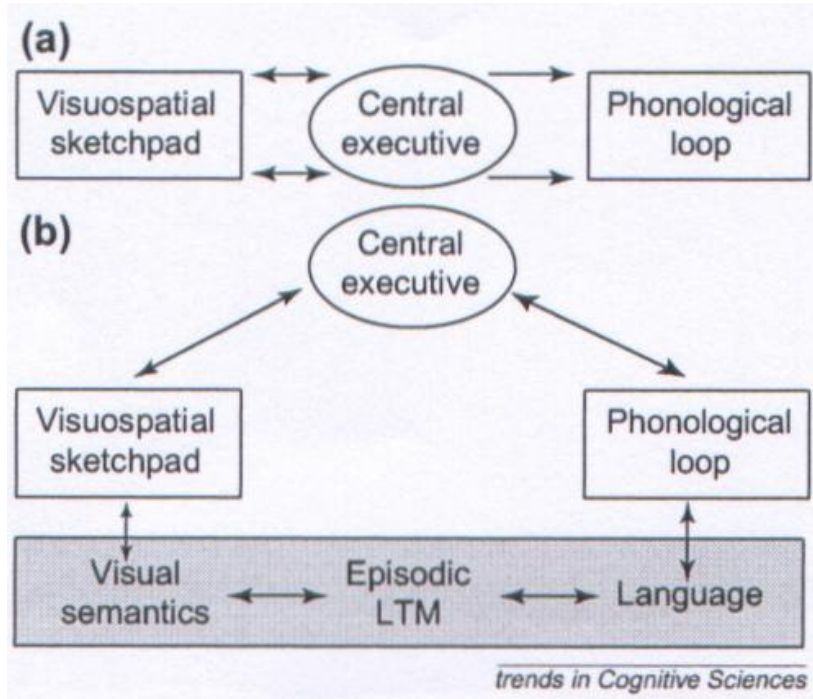 (a)
Visuospatial
sketchpad
Central
executive
Phonological
loop
(b)
Central
executive
Visuospatial
sketchpad
Phonological
loop
Visual
semantics
Episodic
LTM
Language
trends in Cognitive Sciences